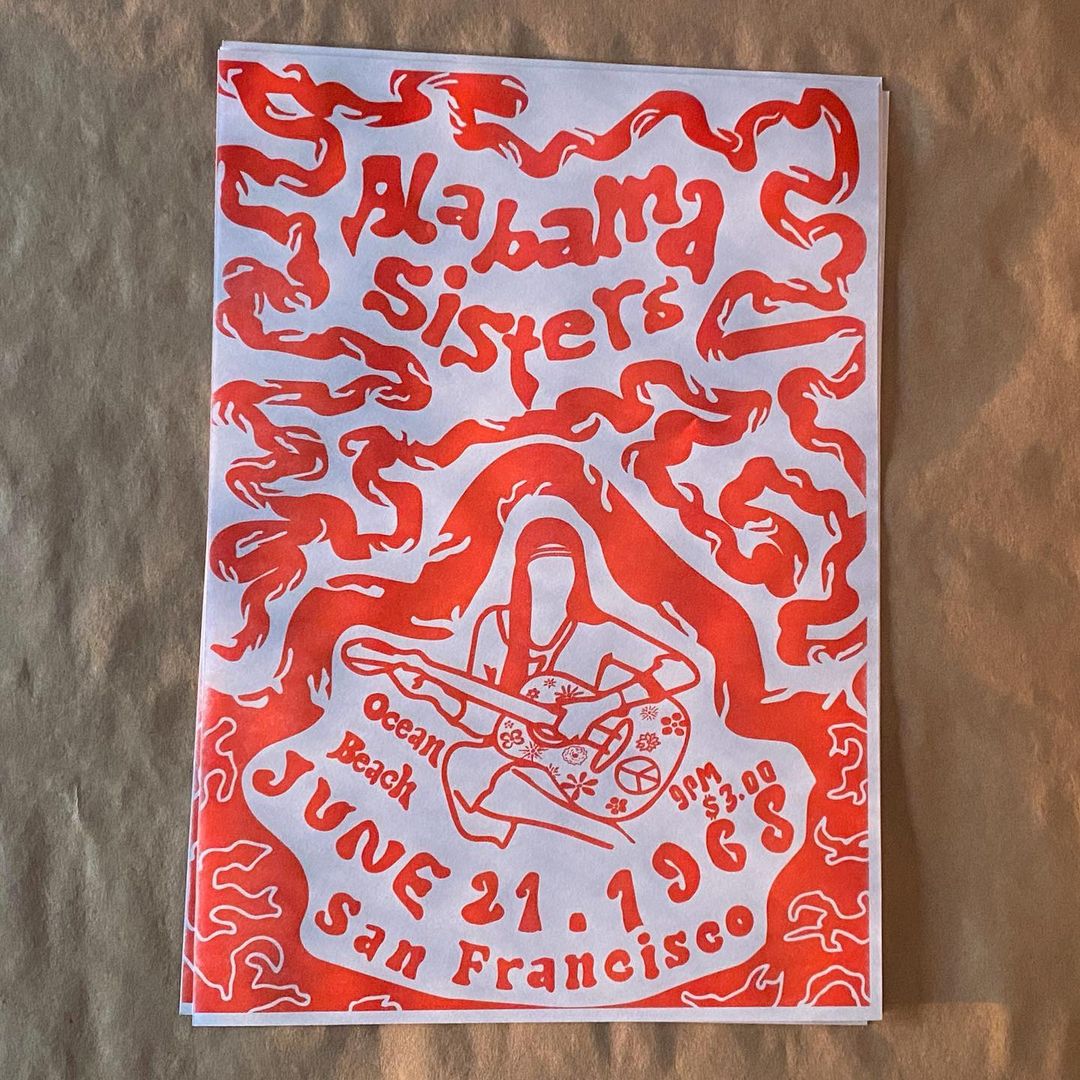 Alabama
Sisters
Ocean
Beach
9PM
$3.00
JUNE 21.1965
San Francisco